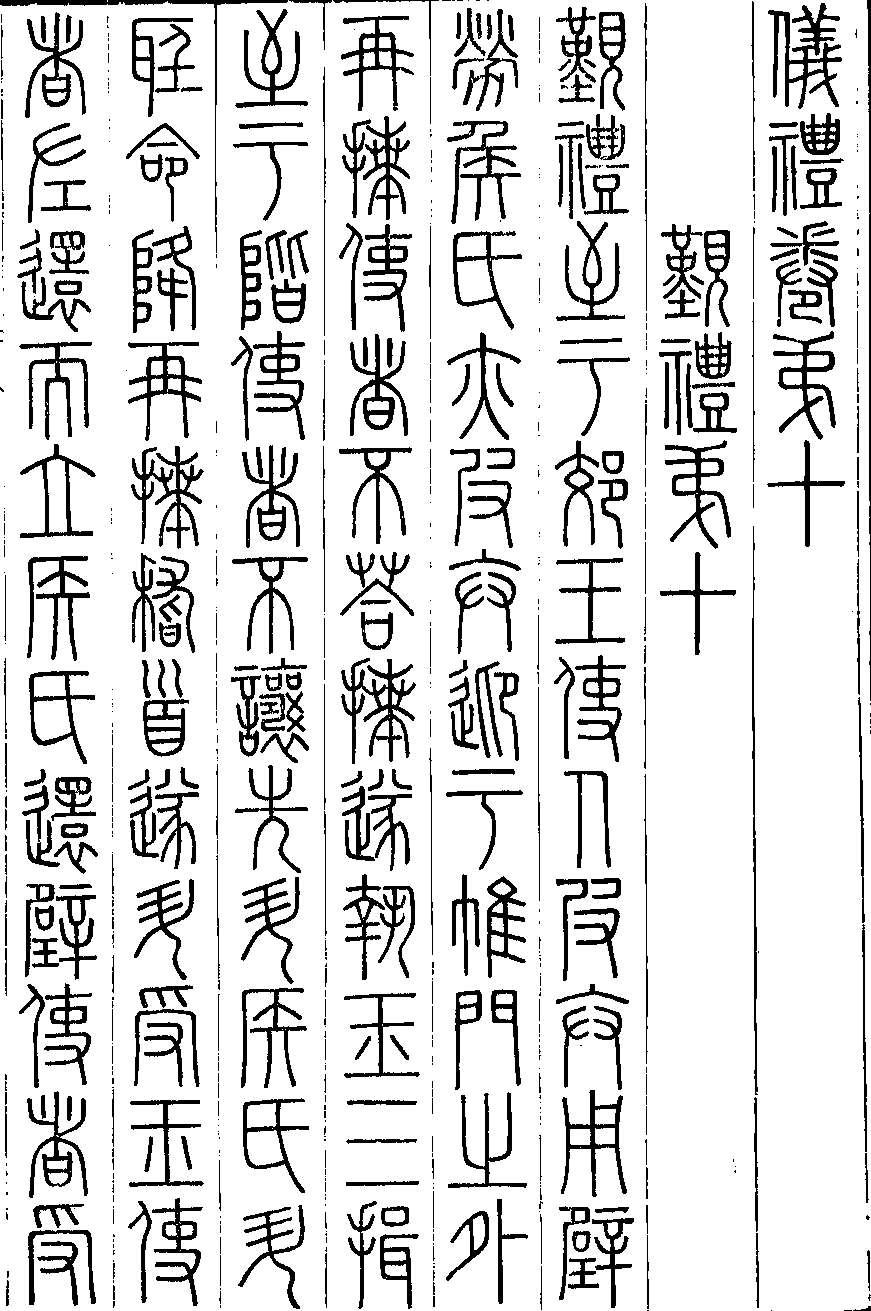 儀禮卷弟十
覲禮弟十
覲禮至于郊王使人皮弁用璧
勞侯氏亦皮弁迎于帷門之外
再拜使者不荅拜遂執玉三揖
至于階使者不讓先升侯氏升
聽命降再拜稽首遂升受玉使
者左還而立侯氏還璧使者受